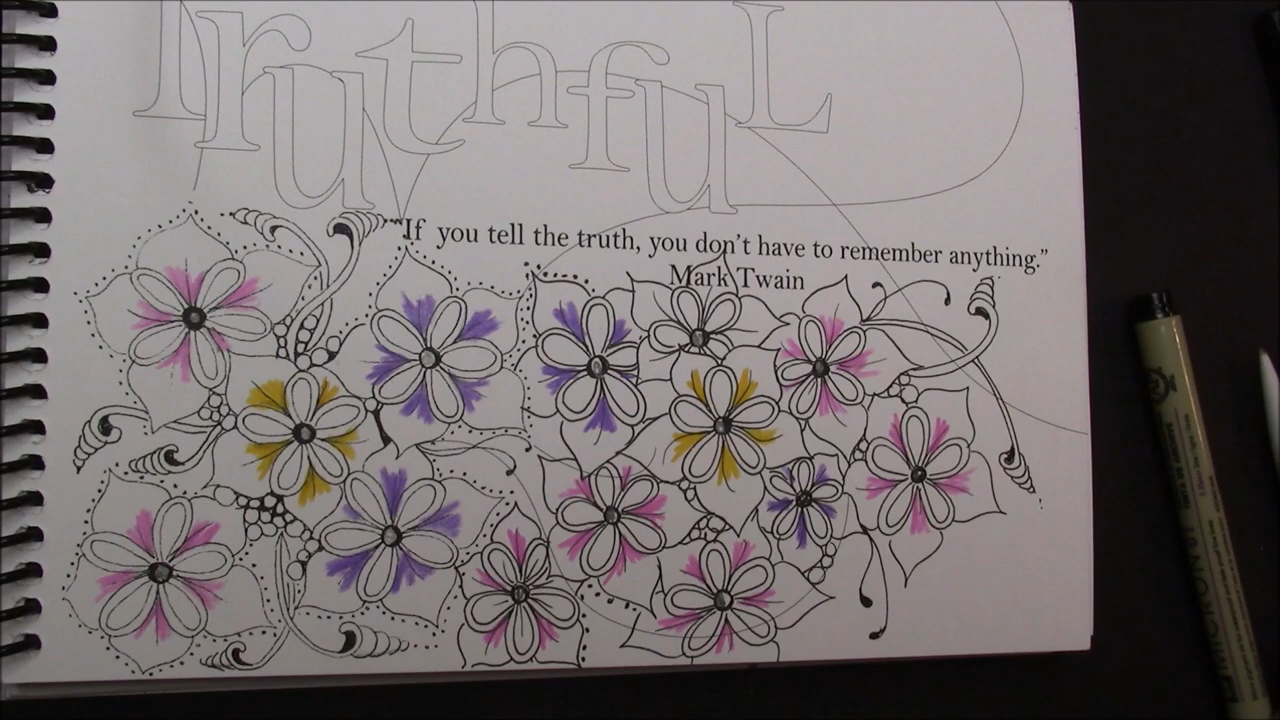 TruthfuL
“If you tell the truth, you don’t have to remember anything.”
Mark Twain